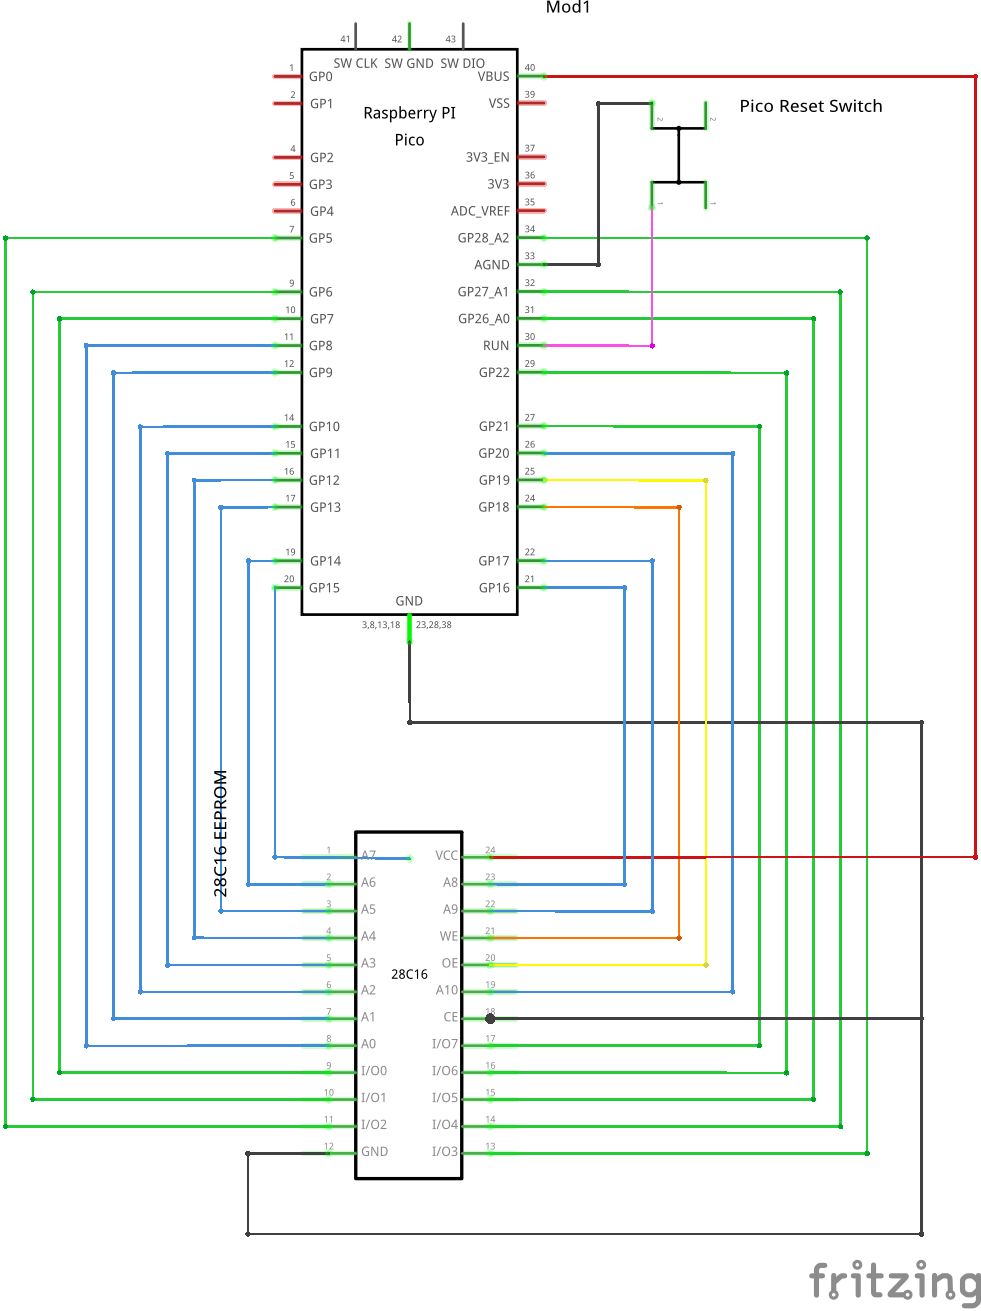 Mod1
41 42 43
SW CLK SW GND SW DIO
1 GP0 VBUS 40
2 GP1 VSS 39
Pico Reset Switch
Raspberry PI
Pico
2 2
4 GP2 3V3_EN 37
5 GP3 3V3 36
6 GP4 ADC_VREF 35
1 1
7 GP5 GP28_A2 34
AGND 33
9 GP6 GP27_A1 32
10 GP7 GP26_A0 31
11 GP8 RUN 30
12 GP9 GP22 29
14 GP10 GP21 27
15 GP11 GP20 26
16 GP12 GP19 25
17 GP13 GP18 24
19 GP14 GP17 22
20 GP15 GP16 21
GND
3,8,13,18 23,28,38
28C16 EEPROM
1 A7 VCC 24
2 A6 A8 23
3 A5 A9 22
4 A4 WE 21
5 A3 OE 20
28C16
6 A2 A10 19
7 A1 CE 18
8 A0 I/O7 17
9 I/O0 I/O6 16
10 I/O1 I/O5 15
11 I/O2 I/O4 14
12 GND I/O3 13
fritzing